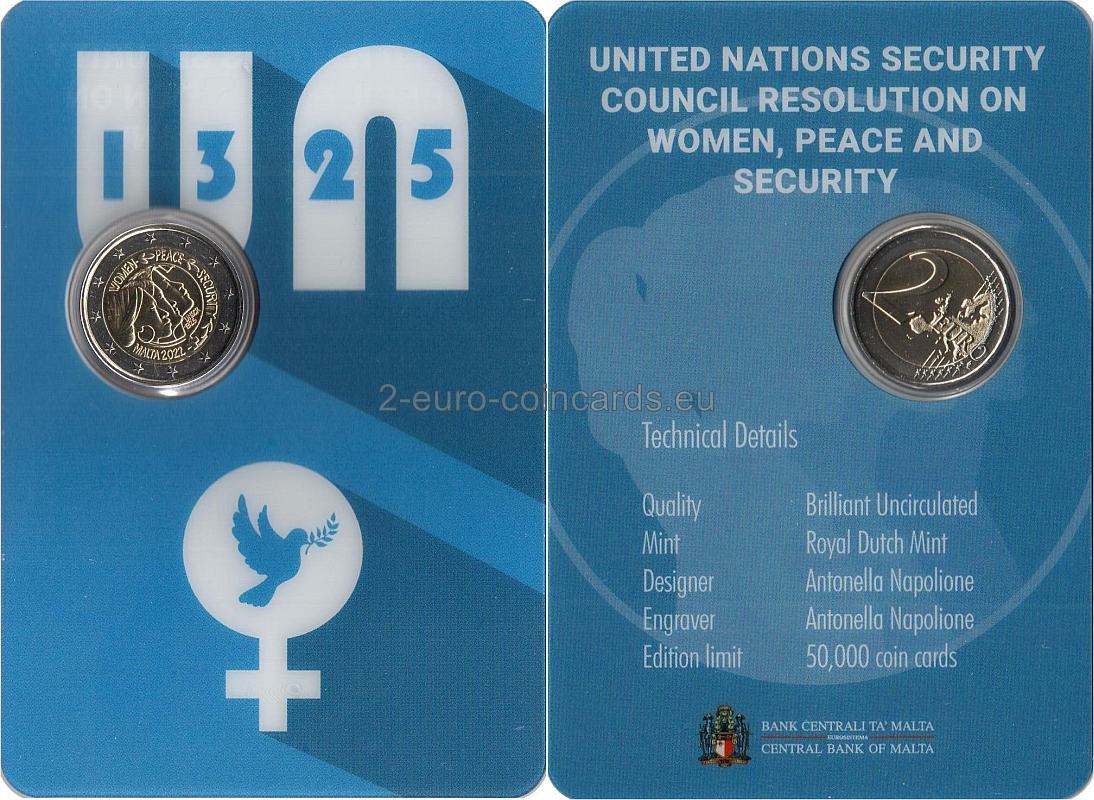 UN
1325
WOMEN PEACE SECURITY
MALTA 2022
UNITED NATIONS SECURITY
COUNCIL RESOLUTION ON
WOMEN, PEACE AND
SECURITY
2
2-euro-coincards.eu
Technical Details
Quality Brilliant Uncirculated
Mint Royal Dutch Mint
Designer Antonella Napolione
Engraver Antonella Napolione
Edition limit 50,000 coin cards
BANK ĊENTRALI TA' MALTA
EUROSISTEMA
CENTRAL BANK OF MALTA